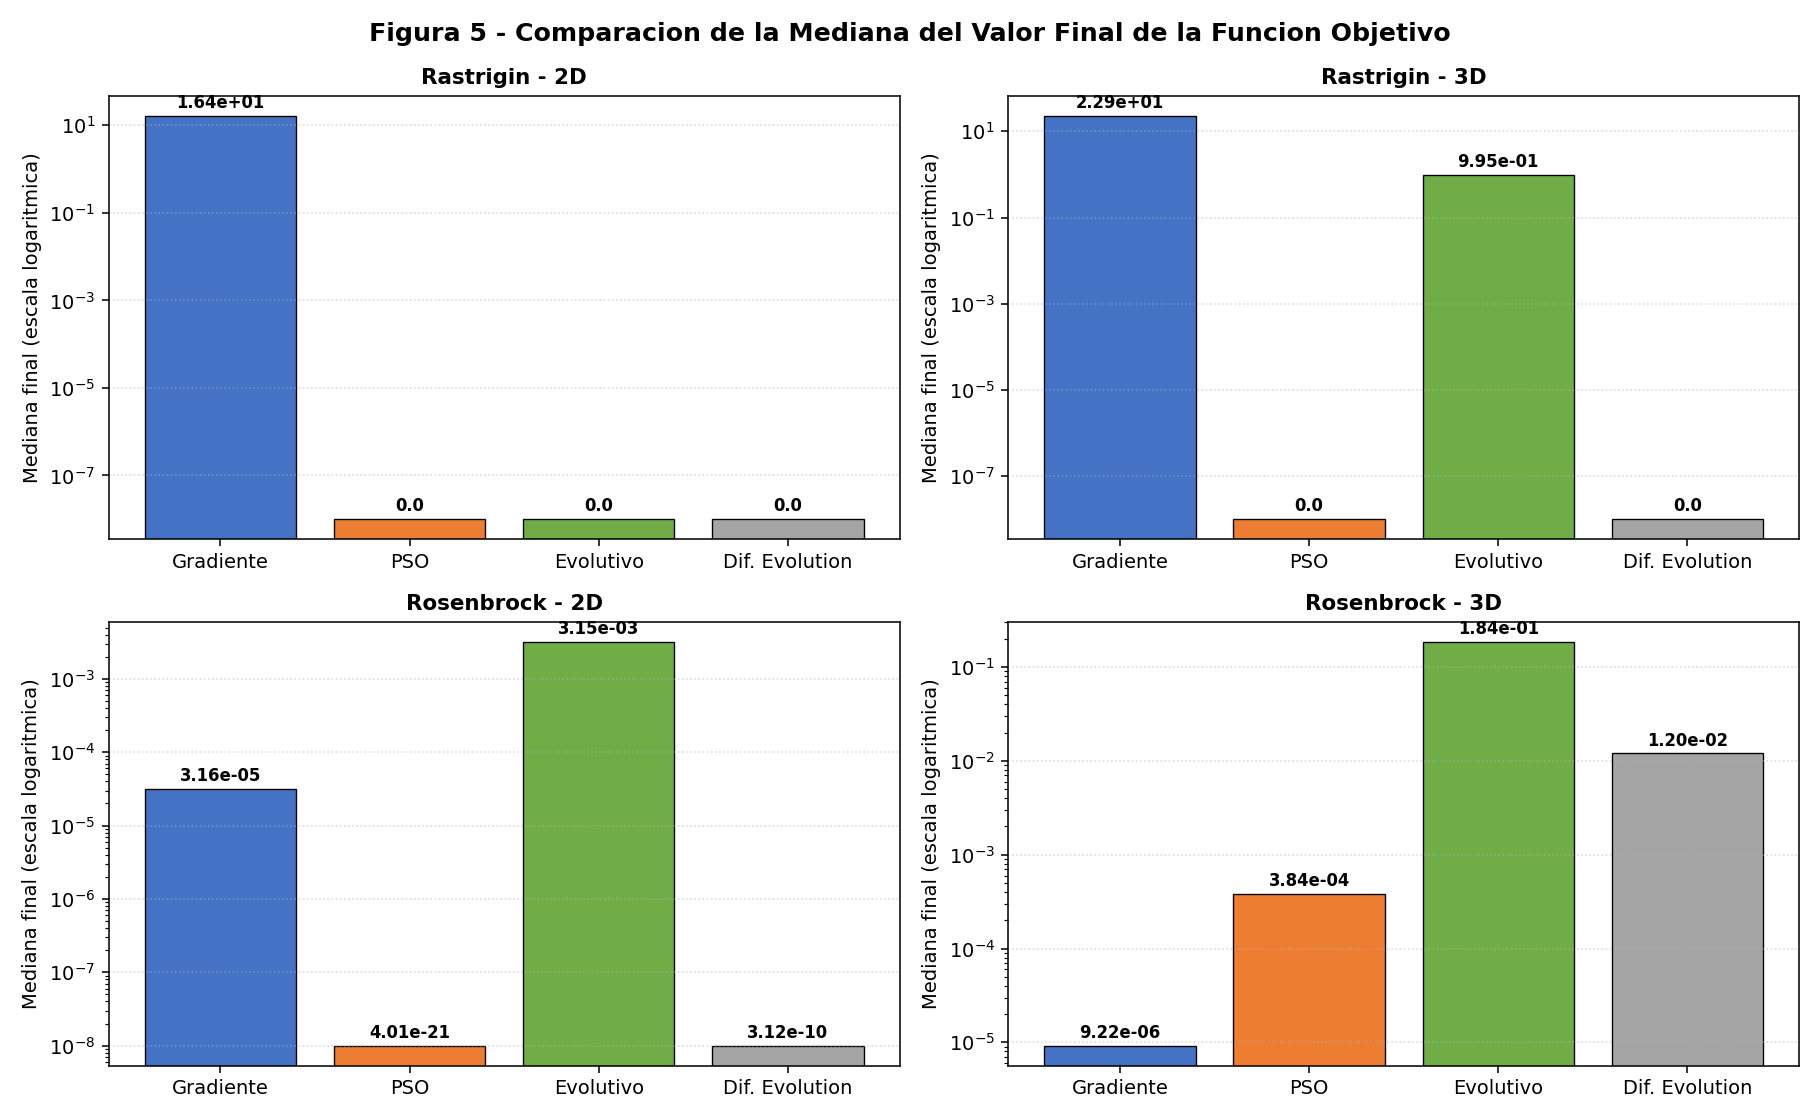 Figura 5 - Comparacion de la Mediana del Valor Final de la Funcion Objetivo
Rastrigin - 2D
Mediana final (escala logaritmica)
10¹
10⁻¹
10⁻³
10⁻⁵
10⁻⁷
1.64e+01
0.0
0.0
0.0
Gradiente
PSO
Evolutivo
Dif. Evolution
Rastrigin - 3D
Mediana final (escala logaritmica)
10¹
10⁻¹
10⁻³
10⁻⁵
10⁻⁷
2.29e+01
0.0
9.95e-01
0.0
Gradiente
PSO
Evolutivo
Dif. Evolution
Rosenbrock - 2D
Mediana final (escala logaritmica)
10⁻³
10⁻⁴
10⁻⁵
10⁻⁶
10⁻⁷
10⁻⁸
3.16e-05
4.01e-21
3.15e-03
3.12e-10
Gradiente
PSO
Evolutivo
Dif. Evolution
Rosenbrock - 3D
Mediana final (escala logaritmica)
10⁻¹
10⁻²
10⁻³
10⁻⁴
10⁻⁵
9.22e-06
3.84e-04
1.84e-01
1.20e-02
Gradiente
PSO
Evolutivo
Dif. Evolution